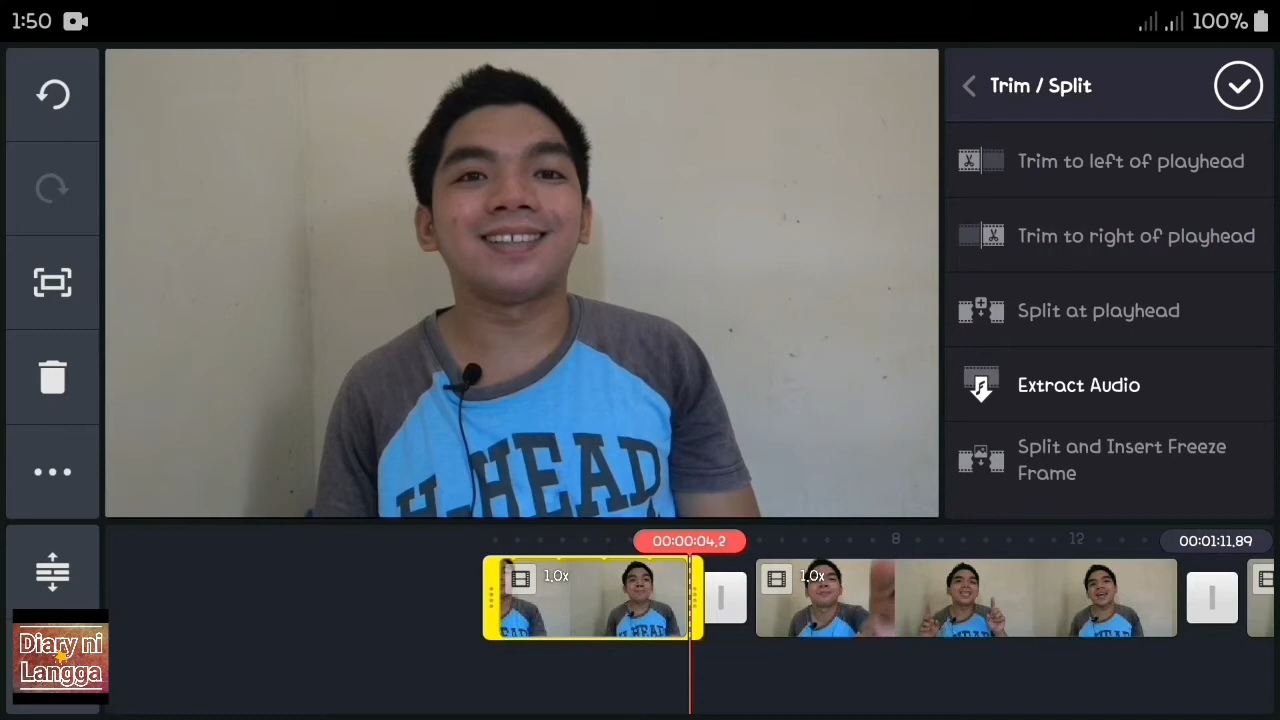 1:50
100%
Trim / Split
Trim to left of playhead
Trim to right of playhead
Split at playhead
Extract Audio
Split and Insert Freeze
Frame
H-HEAD
00:00:04.2
8
12
00:01:11.89
1.0x
1.0x
Diary ni
Langga